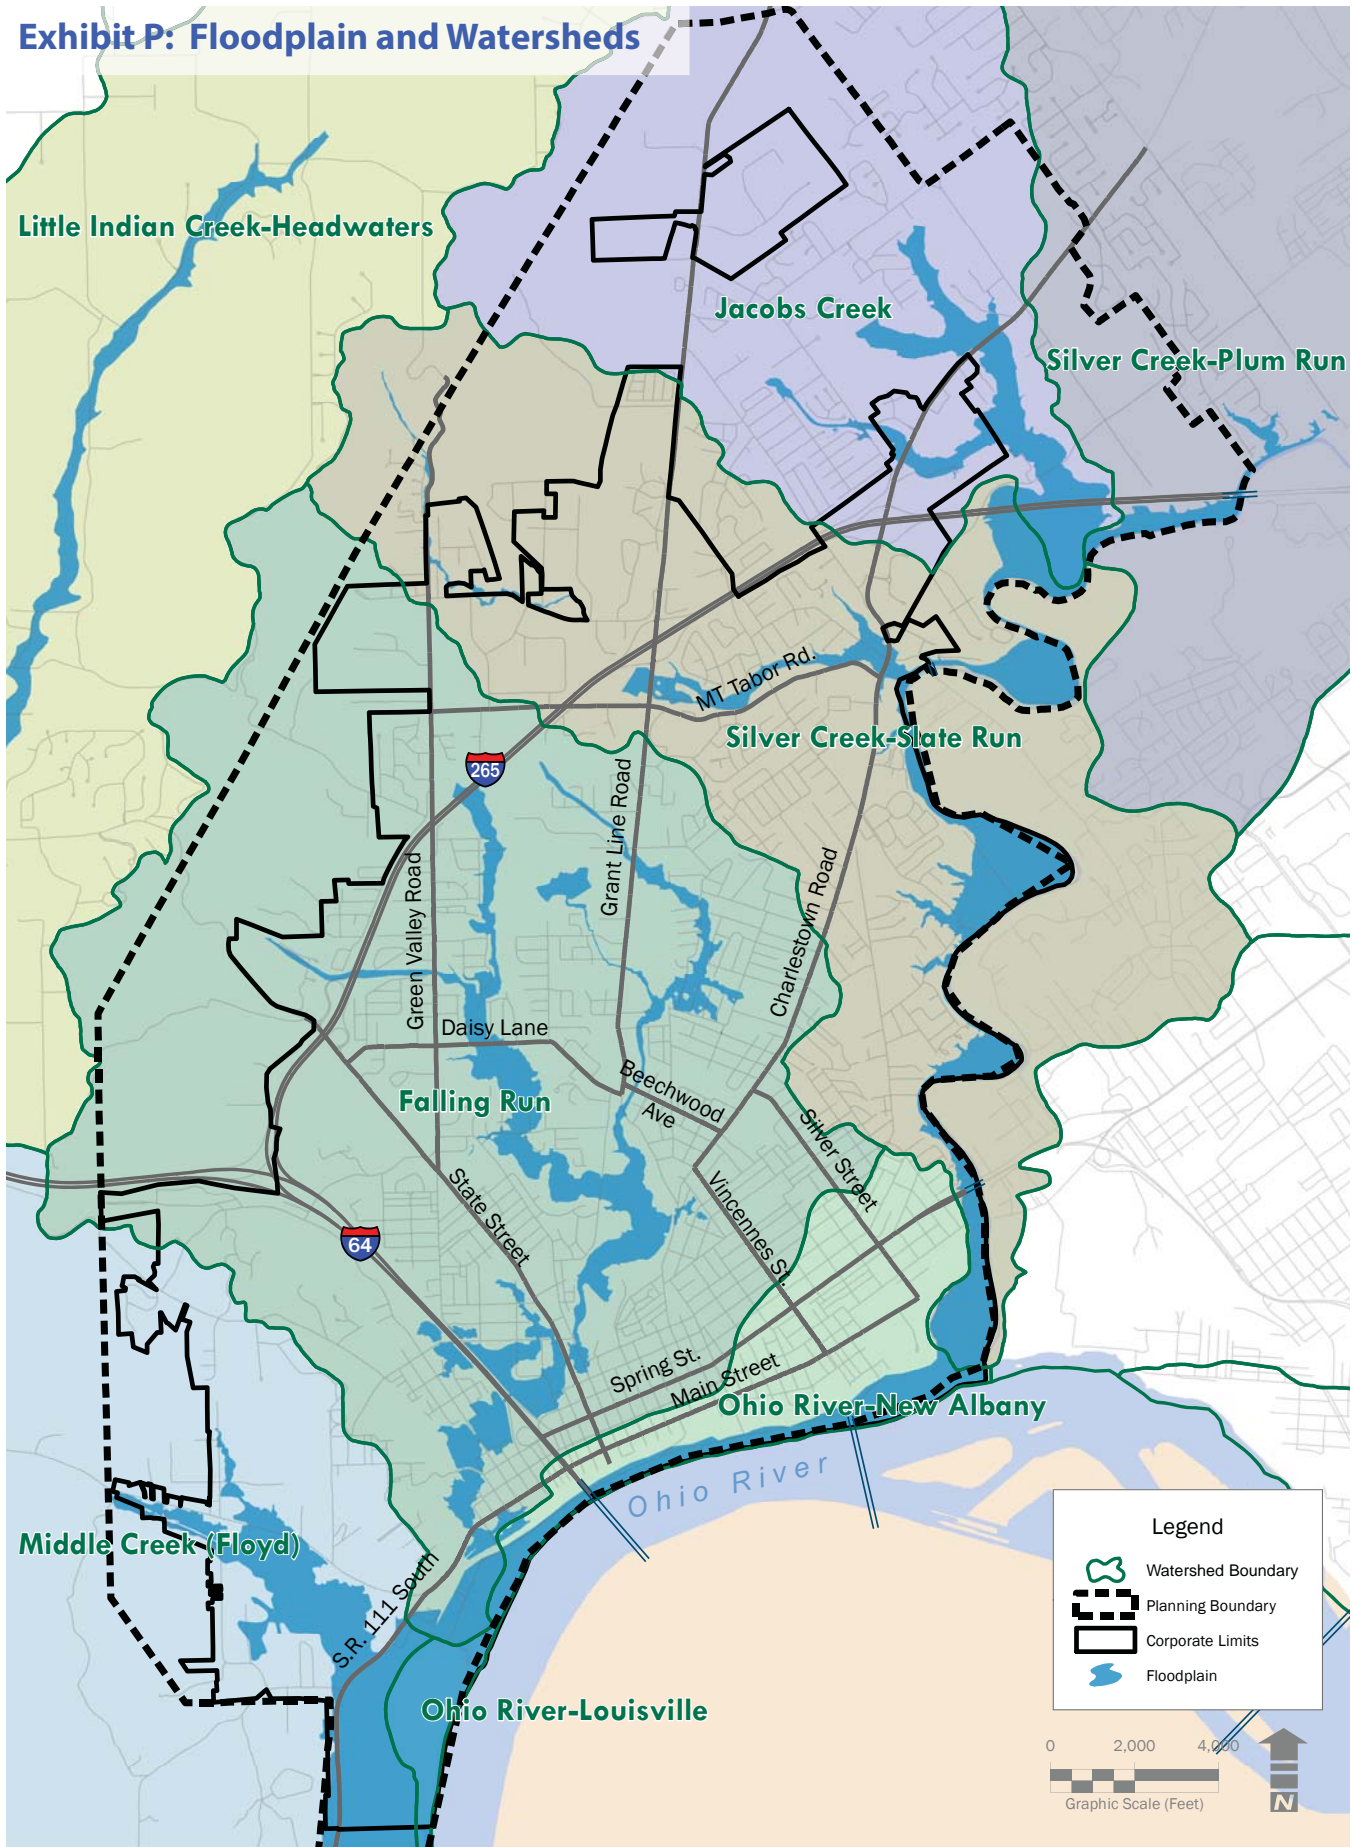 Exhibit P: Floodplain and Watersheds
Little Indian Creek-Headwaters
Jacobs Creek
Silver Creek-Plum Run
MT Tabor Rd.
Silver Creek-Slate Run
265
Grant Line Road
Green Valley Road
Charlestown Road
Daisy Lane
Beechwood
Ave
Falling Run
Silver Street
State Street
Vincennes St.
64
Spring St.
Main Street
Ohio River-New Albany
Ohio River
Middle Creek (Floyd)
S.R. 111 South
Ohio River-Louisville
Legend
Watershed Boundary
Planning Boundary
Corporate Limits
Floodplain
0 2,000 4,000
Graphic Scale (Feet)
N